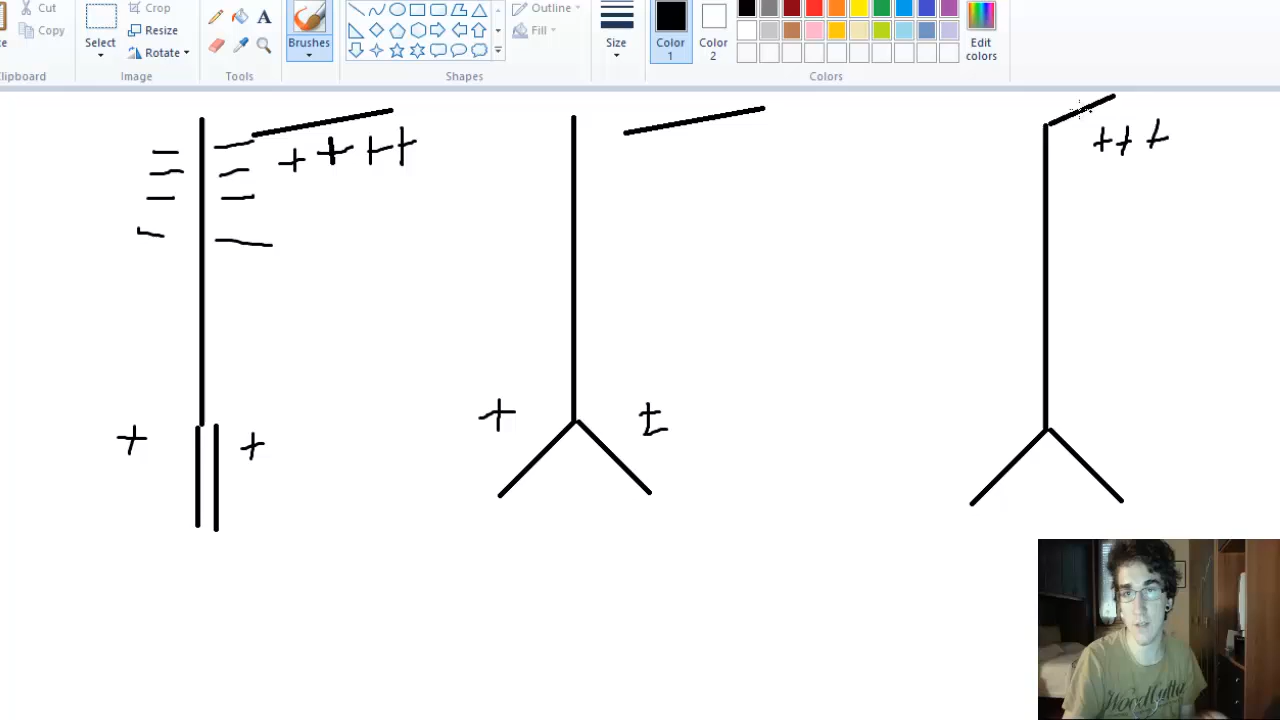 Cut
Copy
Clipboard
Select
Crop
Resize
Rotate
Image
A
Tools
Brushes
Shapes
Outline
Fill
Size
Color 1
Color 2
Edit colors
Colors
+ + + +
+ + +
+ +
+ ±